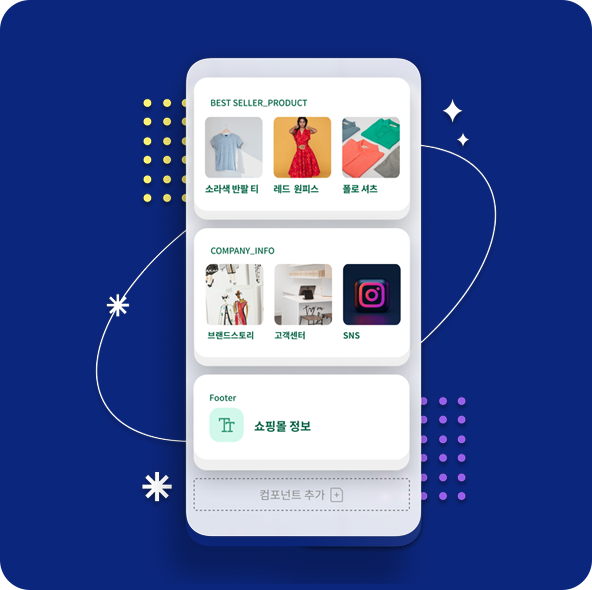 BEST SELLER_PRODUCT
소라색 반팔 티 레드 원피스 폴로 셔츠
COMPANY_INFO
브랜드스토리 고객센터 SNS
Footer
Tr 쇼핑몰 정보
컴포넌트 추가